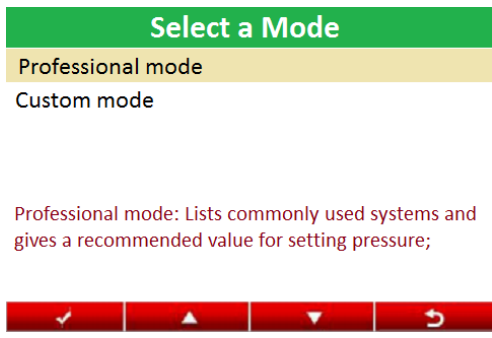 Select a Mode
Professional mode
Custom mode
Professional mode: Lists commonly used systems and
gives a recommended value for setting pressure;